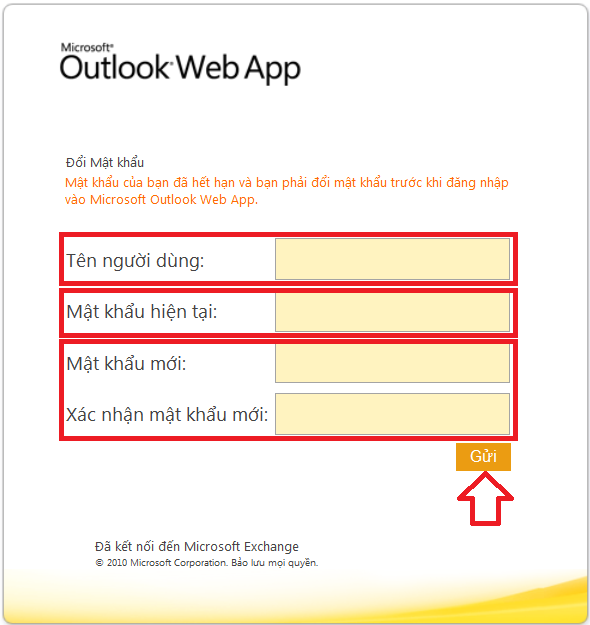 Microsoft®
Outlook® Web App
Đổi Mật khẩu
Mật khẩu của bạn đã hết hạn và bạn phải đổi mật khẩu trước khi đăng nhập
vào Microsoft Outlook Web App.
Tên người dùng:
Mật khẩu hiện tại:
Mật khẩu mới:
Xác nhận mật khẩu mới:
Gửi
Đã kết nối đến Microsoft Exchange
© 2010 Microsoft Corporation. Bảo lưu mọi quyền.